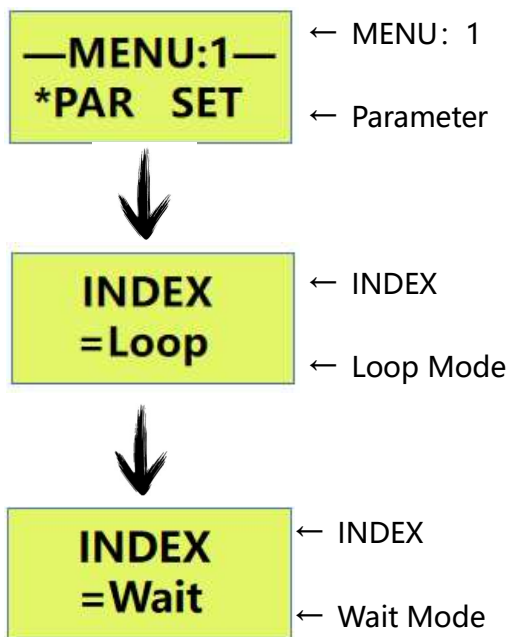 —MENU:1—
← MENU：1
*PAR SET
← Parameter
INDEX
← INDEX
=Loop
← Loop Mode
INDEX
← INDEX
=Wait
← Wait Mode